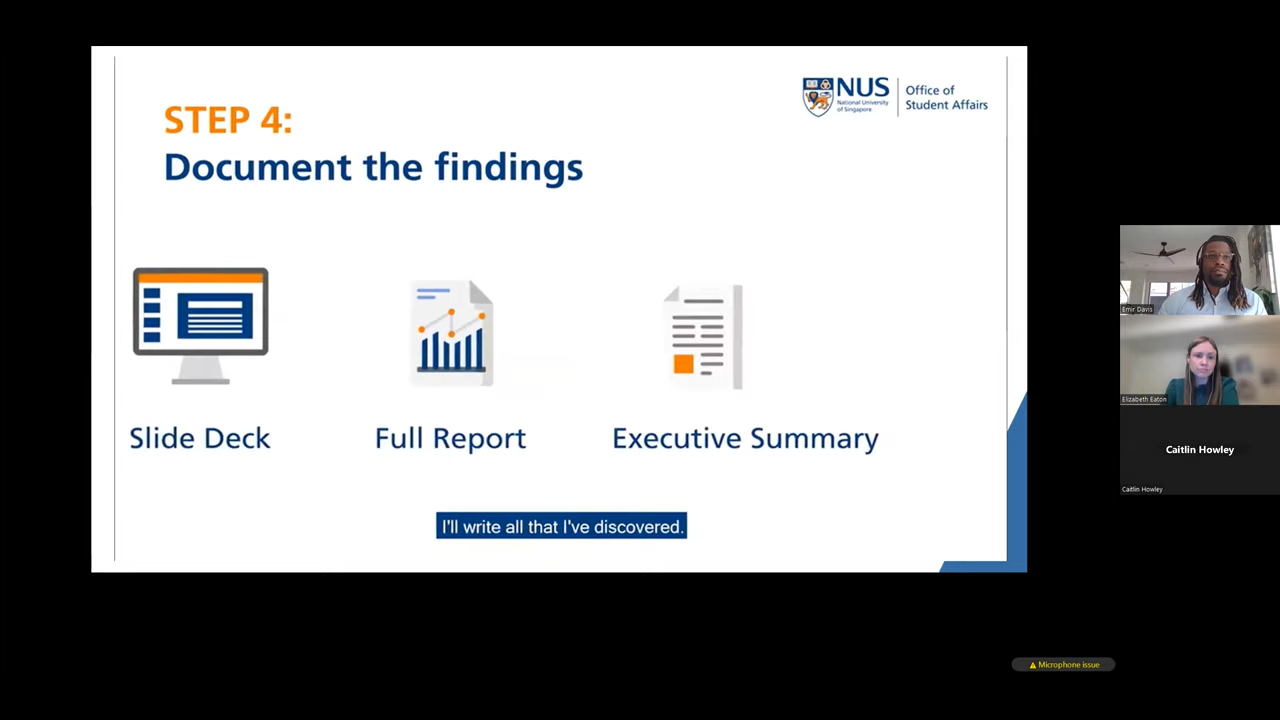 STEP 4:
Document the findings
NUS
National University
of Singapore
Office of
Student Affairs
Slide Deck
Full Report
Executive Summary
I'll write all that I've discovered.
Emir Davis
Elizabeth Eaton
Caitlin Howley
Caitlin Howley
Microphone issue